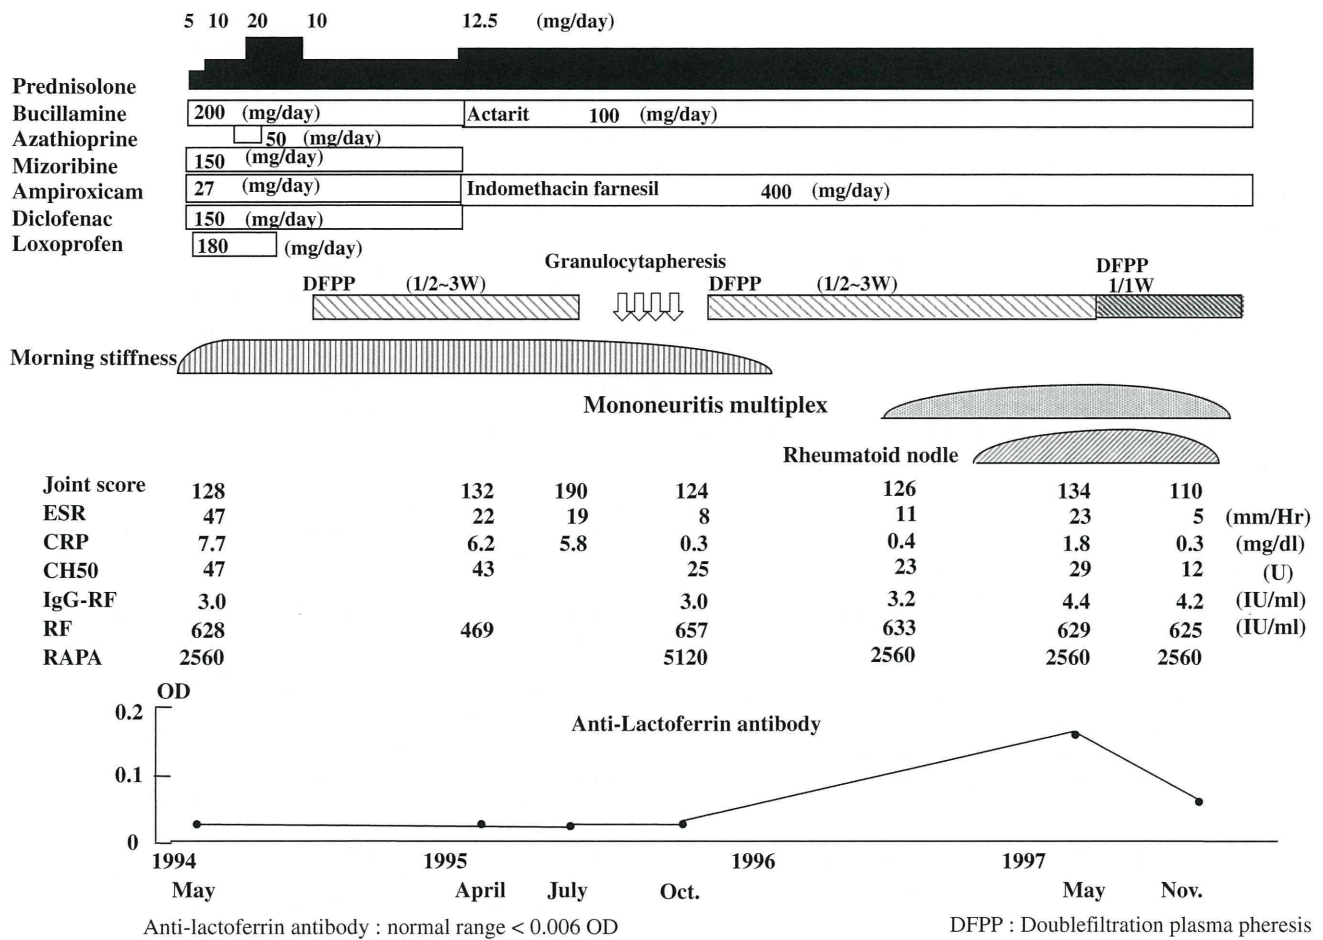 5 10 20 10 12.5 (mg/day)
Prednisolone
Bucillamine 200 (mg/day) Actarit 100 (mg/day)
Azathioprine 50 (mg/day)
Mizoribine 150 (mg/day)
Ampiroxicam 27 (mg/day) Indomethacin farnesil 400 (mg/day)
Diclofenac 150 (mg/day)
Loxoprofen 180 (mg/day)
Granulocytapheresis
DFPP (1/2~3W) DFPP (1/2~3W) DFPP
1/1W
Morning stiffness
Mononeuritis multiplex
Rheumatoid nodle
Joint score 128 132 190 124 126 134 110
ESR 47 22 19 8 11 23 5 (mm/Hr)
CRP 7.7 6.2 5.8 0.3 0.4 1.8 0.3 (mg/dl)
CH50 47 43 25 23 29 12 (U)
IgG-RF 3.0 3.0 3.2 4.4 4.2 (IU/ml)
RF 628 469 657 633 629 625 (IU/ml)
RAPA 2560 5120 2560 2560 2560
OD
0.2
Anti-Lactoferrin antibody
0.1
0
1994 1995 1996 1997
May April July Oct. May Nov.
Anti-lactoferrin antibody : normal range < 0.006 OD
DFPP : Doublefiltration plasma pheresis